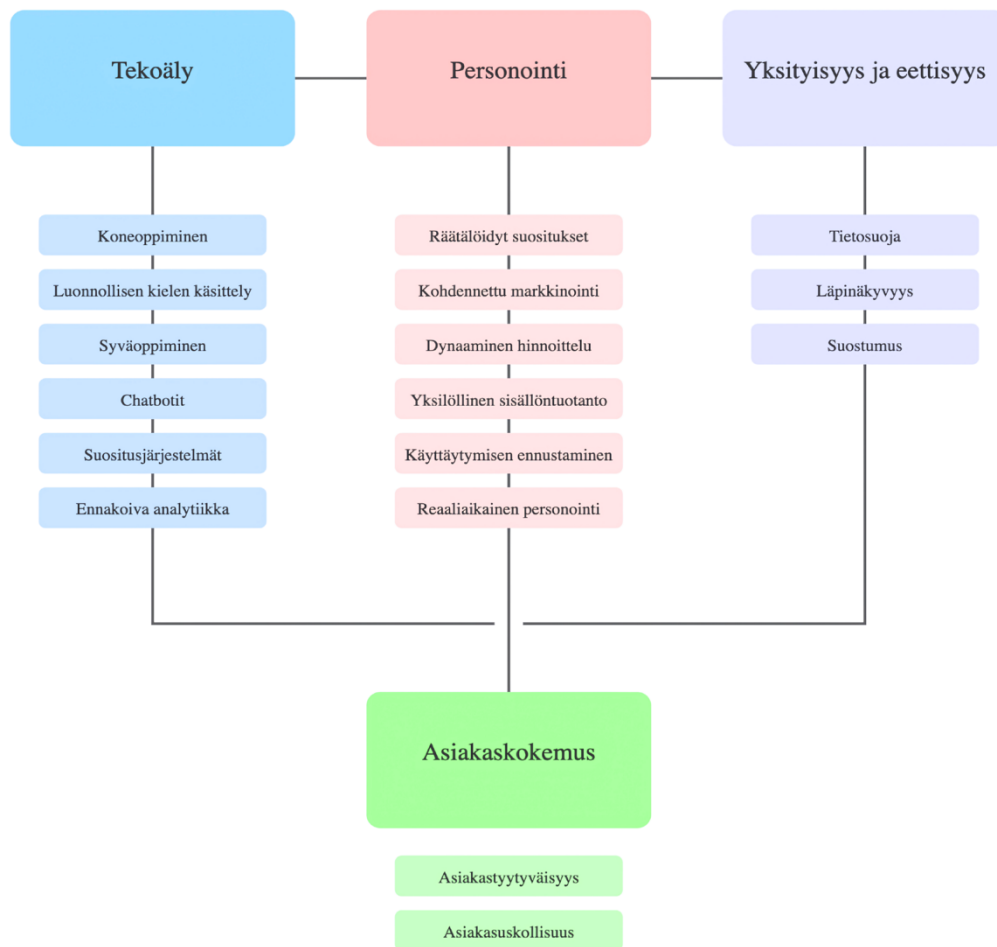 Tekoäly
Personointi
Yksityisyys ja eettisyys
Koneoppiminen
Luonnollisen kielen käsittely
Syväoppiminen
Chatbotit
Suositusjärjestelmät
Ennakoiva analytiikka
Räätälöidyt suositukset
Kohdennettu markkinointi
Dynaaminen hinnoittelu
Yksilöllinen sisällöntuotanto
Käyttäytymisen ennustaminen
Reaaliaikainen personointi
Tietosuoja
Läpinäkyvyys
Suostumus
Asiakaskokemus
Asiakastyytyväisyys
Asiakasuskollisuus